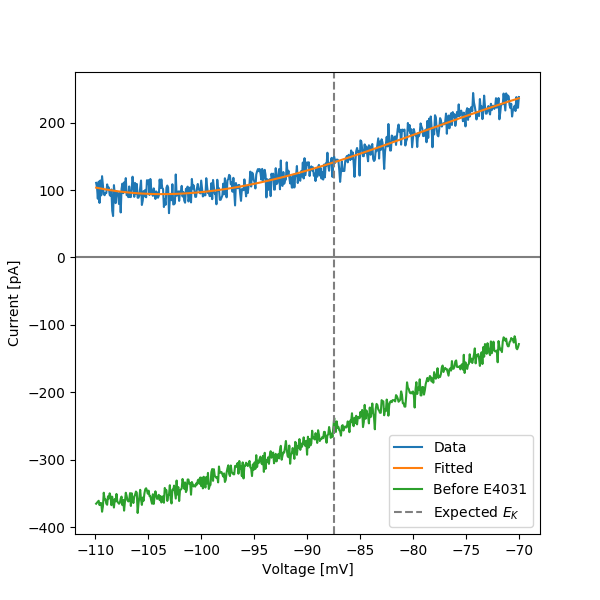 200
100
0
−100
−200
−300
−400
Current [pA]
−110 −105 −100 −95 −90 −85 −80 −75 −70
Voltage [mV]
Data
Fitted
Before E4031
Expected E_K